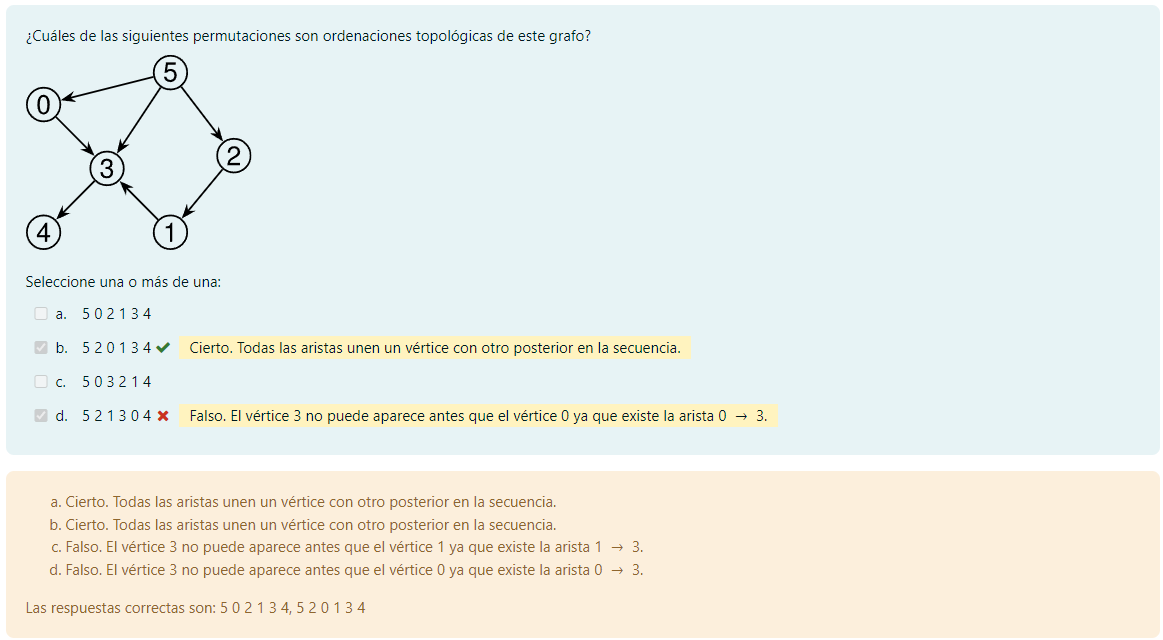 ¿Cuáles de las siguientes permutaciones son ordenaciones topológicas de este grafo?
5
0
2
3
4
1
Seleccione una o más de una:
a. 5 0 2 1 3 4
b. 5 2 0 1 3 4 ✔ Cierto. Todas las aristas unen un vértice con otro posterior en la secuencia.
c. 5 0 3 2 1 4
d. 5 2 1 3 0 4 ✖ Falso. El vértice 3 no puede aparece antes que el vértice 0 ya que existe la arista 0 → 3.
a. Cierto. Todas las aristas unen un vértice con otro posterior en la secuencia.
b. Cierto. Todas las aristas unen un vértice con otro posterior en la secuencia.
c. Falso. El vértice 3 no puede aparece antes que el vértice 1 ya que existe la arista 1 → 3.
d. Falso. El vértice 3 no puede aparece antes que el vértice 0 ya que existe la arista 0 → 3.
Las respuestas correctas son: 5 0 2 1 3 4, 5 2 0 1 3 4